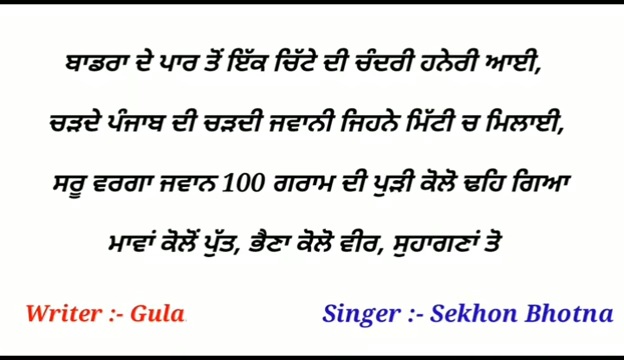 ਬਾਡਰਾ ਦੇ ਪਾਰ ਤੋਂ ਇੱਕ ਚਿੱਟੇ ਦੀ ਚੰਦਰੀ ਹਨੇਰੀ ਆਈ,
ਚੜਦੇ ਪੰਜਾਬ ਦੀ ਚੜਦੀ ਜਵਾਨੀ ਜਿਹਨੇ ਮਿੱਟੀ ਚ ਮਿਲਾਈ,
ਸਰੂ ਵਰਗਾ ਜਵਾਨ 100 ਗਰਾਮ ਦੀ ਪੁੜੀ ਕੋਲੋ ਢਹਿ ਗਿਆ
ਮਾਵਾਂ ਕੋਲੋਂ ਪੁੱਤ, ਭੈਣਾ ਕੋਲੋ ਵੀਰ, ਸੁਹਾਗਣਾਂ ਤੋ
Writer :- Gula Singer :- Sekhon Bhotna